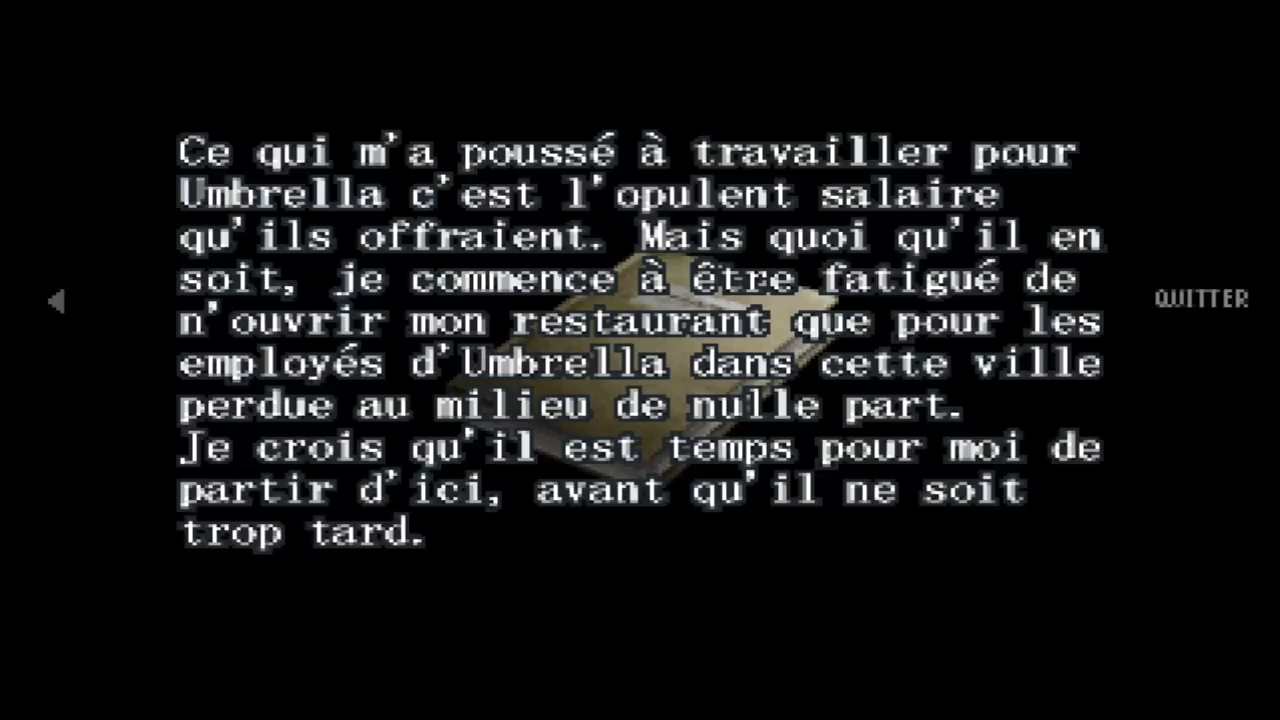 Ce qui m'a poussé à travailler pour
Umbrella c'est l'opulent salaire
qu'ils offraient. Mais quoi qu'il en
soit, je commence à être fatigué de
n'ouvrir mon restaurant que pour les
employés d'Umbrella dans cette ville
perdue au milieu de nulle part.
Je crois qu'il est temps pour moi de
partir d'ici, avant qu'il ne soit
trop tard.
QUITTER